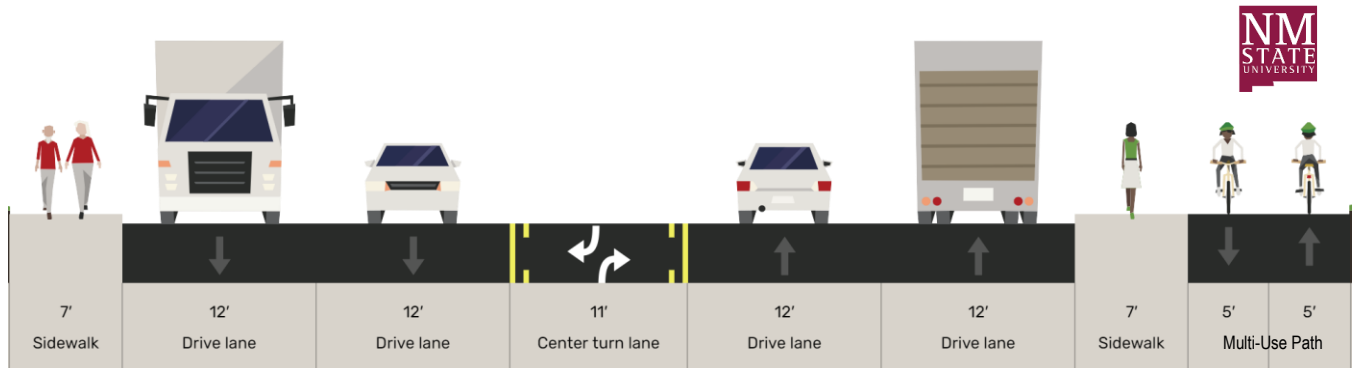 NM
STATE
UNIVERSITY
7' 12' 12' 11' 12' 12' 7' 5' 5'
Sidewalk Drive lane Drive lane Center turn lane Drive lane Drive lane Sidewalk Multi-Use Path